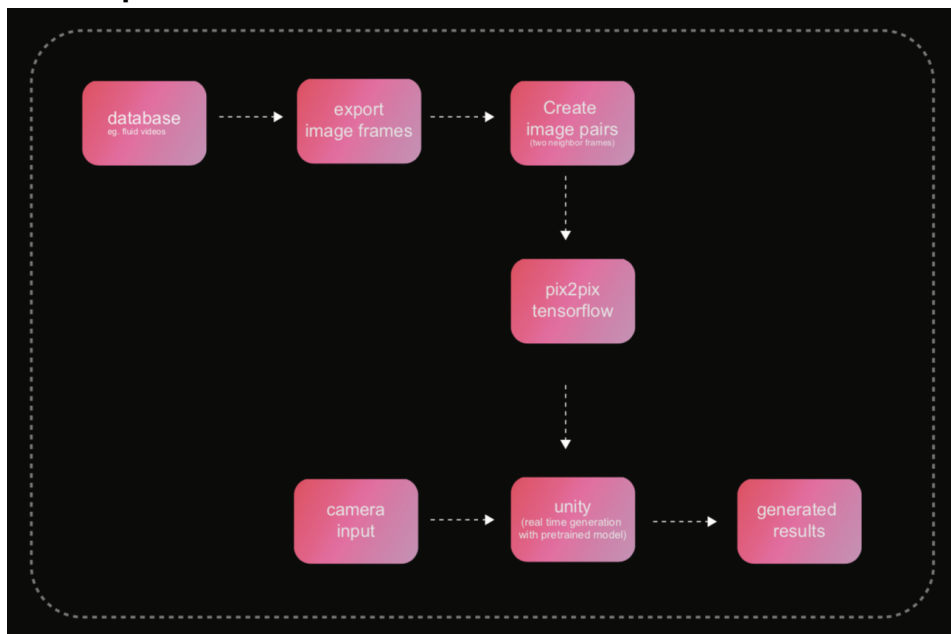 database
eg. fluid videos
export
image frames
Create
image pairs
(two neighbor frames)
pix2pix
tensorflow
camera
input
unity
(real time generation
with pretrained model)
generated
results